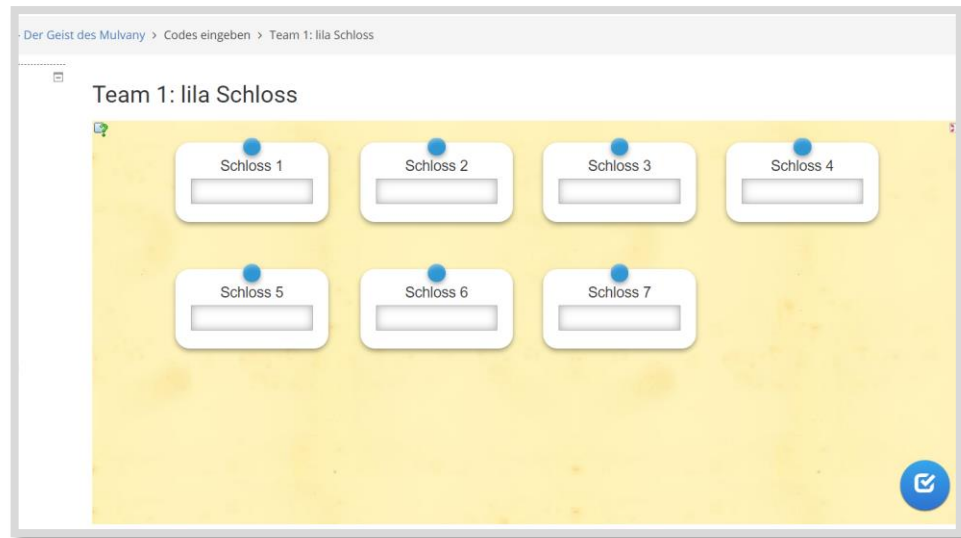 Der Geist des Mulvany > Codes eingeben > Team 1: lila Schloss
Team 1: lila Schloss
Schloss 1 Schloss 2 Schloss 3 Schloss 4
Schloss 5 Schloss 6 Schloss 7